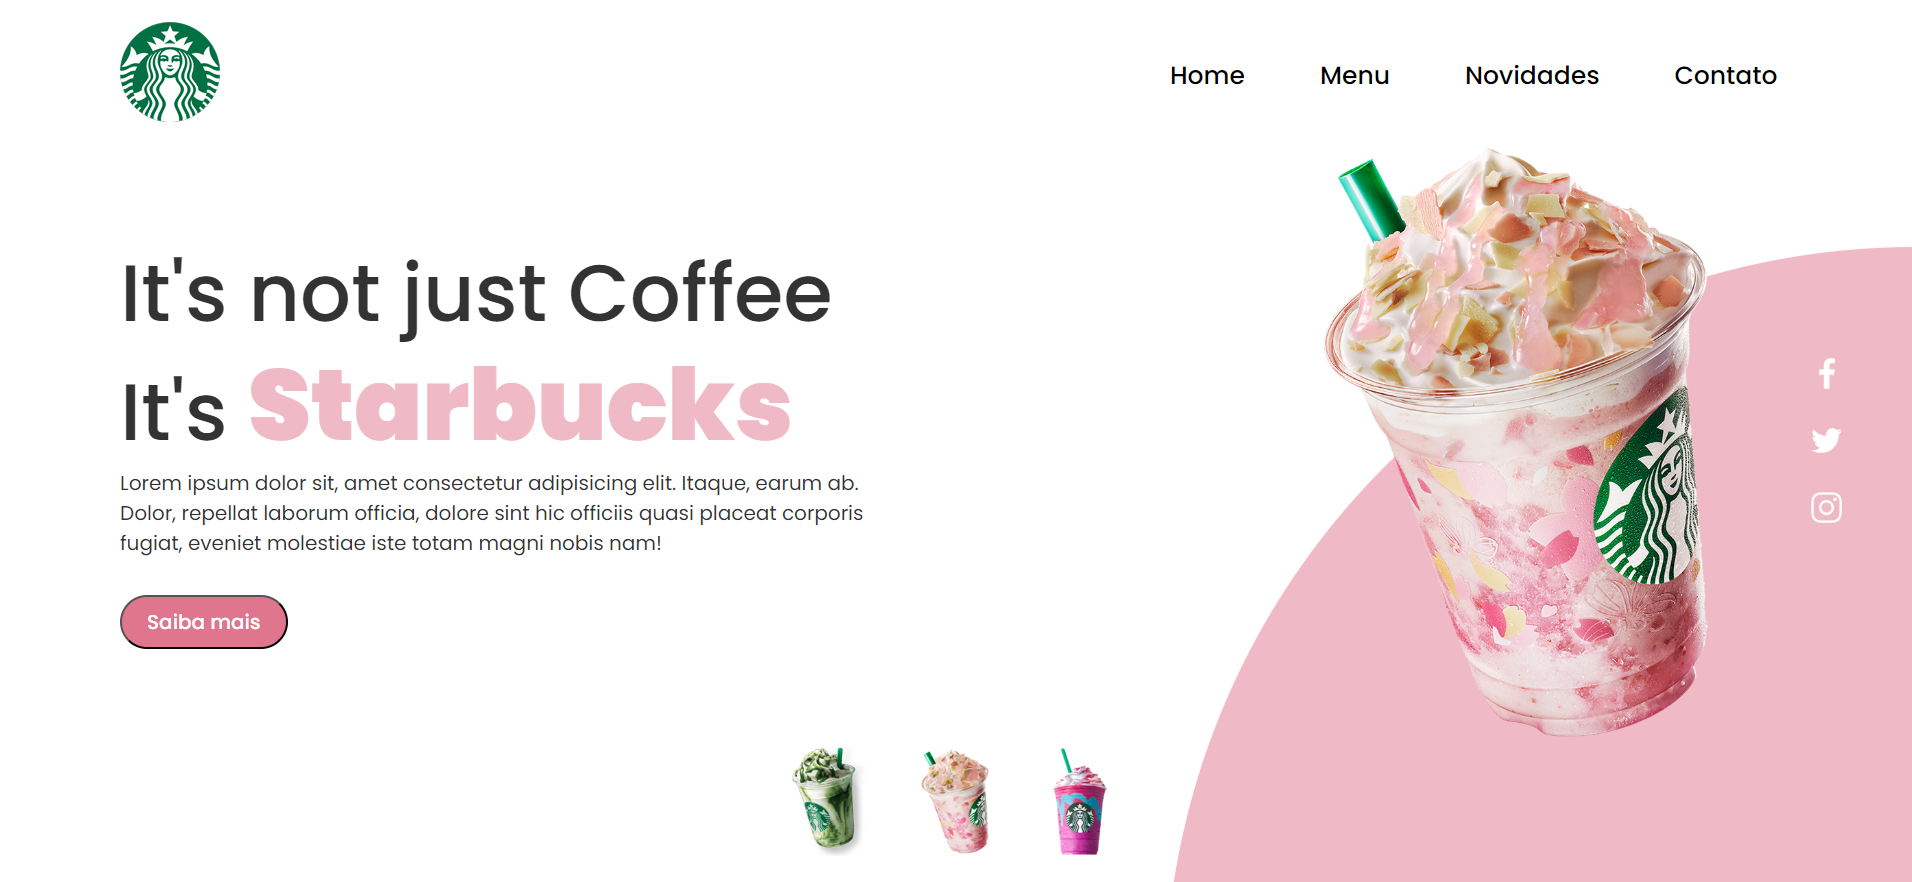 Home
Menu
Novidades
Contato
It's not just Coffee
It's Starbucks
Lorem ipsum dolor sit, amet consectetur adipisicing elit. Itaque, earum ab.
Dolor, repellat laborum officia, dolore sint hic officiis quasi placeat corporis
fugiat, eveniet molestiae iste totam magni nobis nam!
Saiba mais